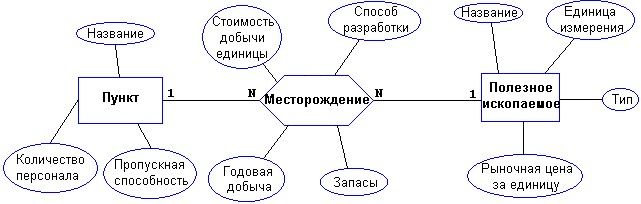 Название
Стоимость
добычи
единицы
Способ
разработки
Название
Единица
измерения
Пункт
1
N
Месторождение
N
1
Полезное
ископаемое
Тип
Количество
персонала
Пропускная
способность
Годовая
добыча
Запасы
Рыночная цена
за единицу